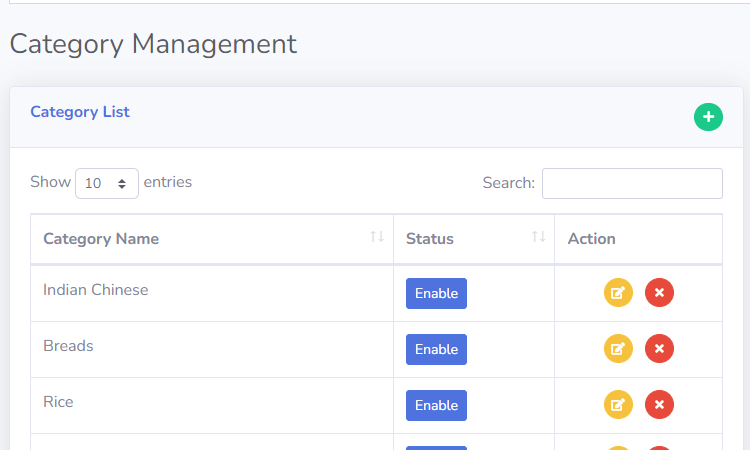 Category Management
Category List
Show 10 entries Search:
Category Name Status Action
Indian Chinese Enable
Breads Enable
Rice Enable